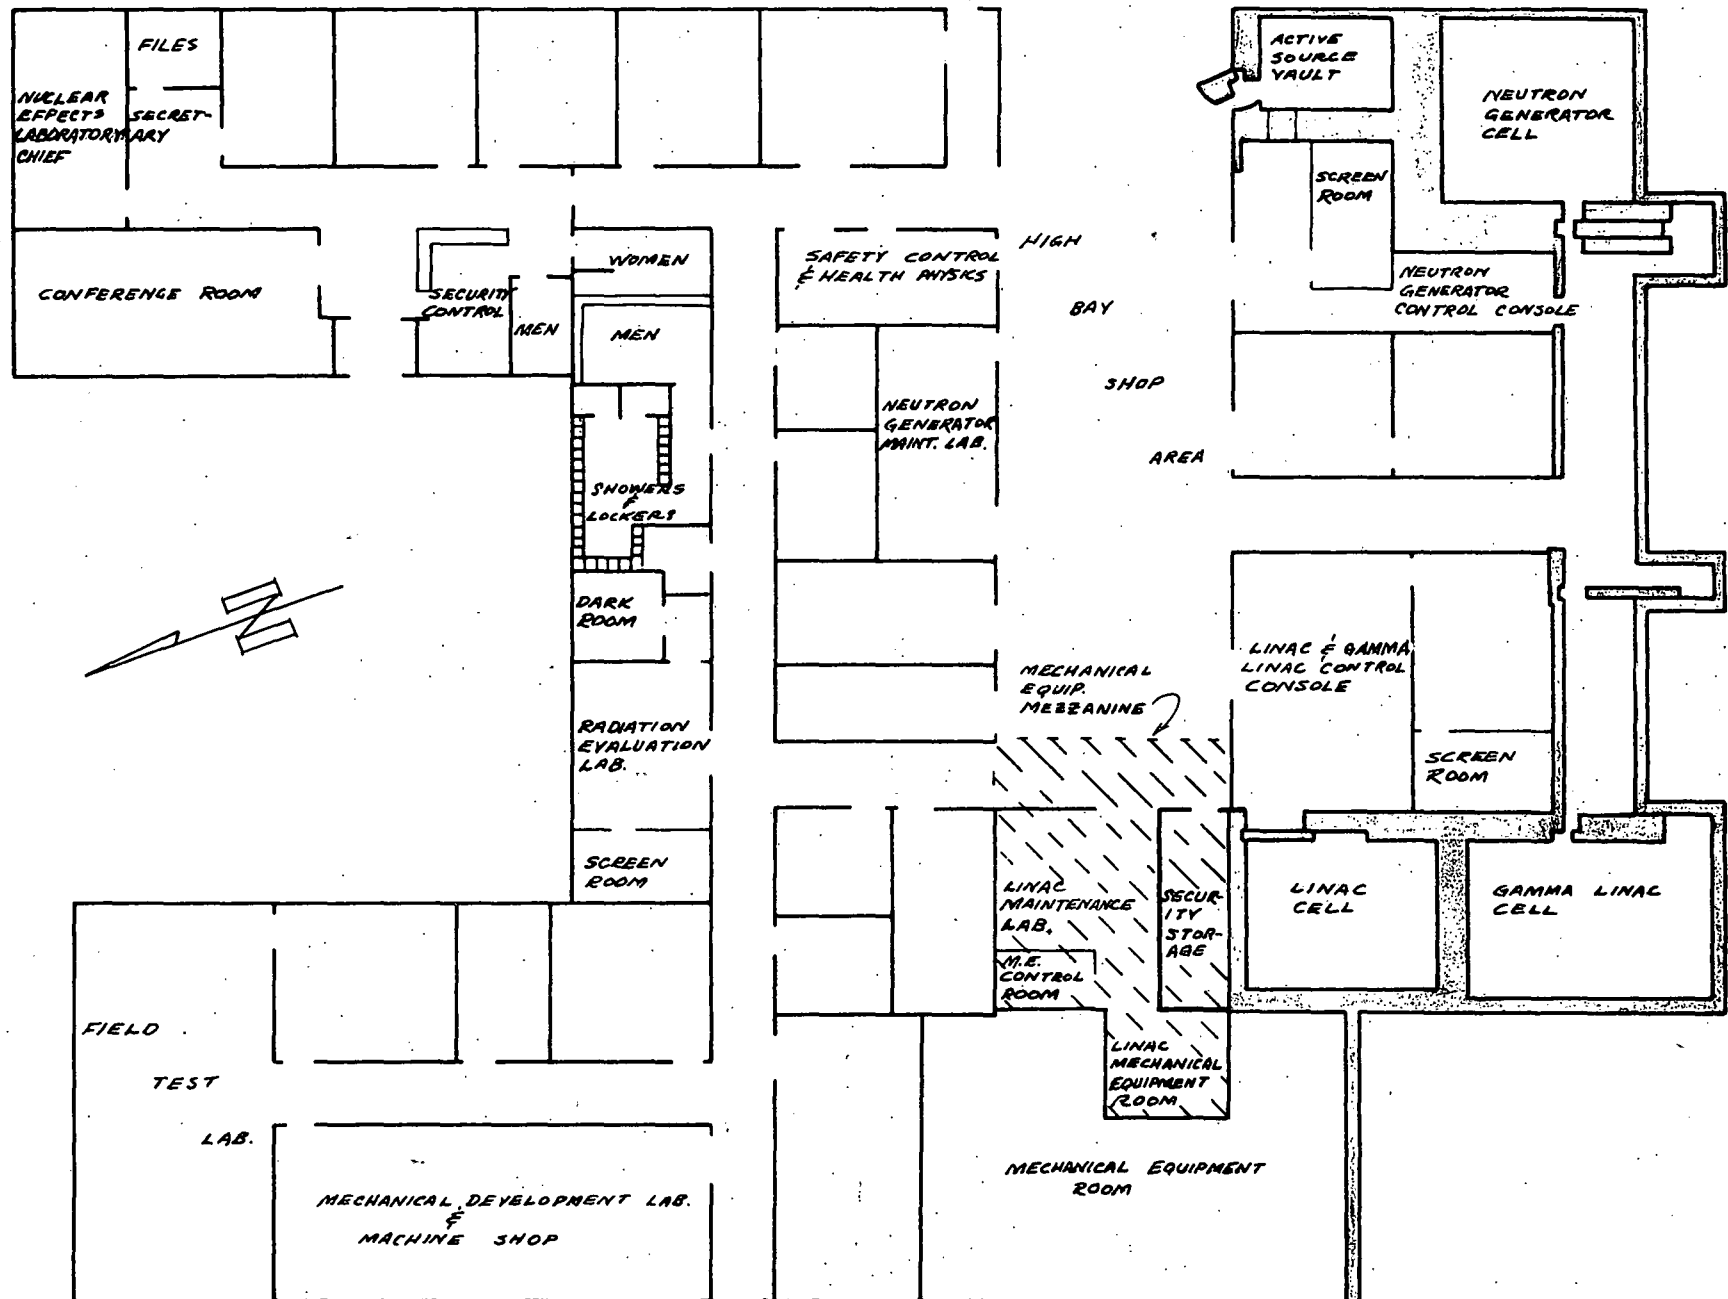 FILES
NUCLEAR
EFFECTS
LABORATORY
CHIEF
SECRET-
ARY
ACTIVE
SOURCE
VAULT
NEUTRON
GENERATOR
CELL
SCREEN
ROOM
CONFERENCE ROOM
SECURITY
CONTROL
MEN
WOMEN
MEN
SAFETY CONTROL
& HEALTH PHYSICS
HIGH
BAY
SHOP
AREA
NEUTRON
GENERATOR
CONTROL CONSOLE
NEUTRON
GENERATOR
MAINT. LAB.
SHOWERS
&
LOCKERS
N
DARK
ROOM
RADIATION
EVALUATION
LAB.
SCREEN
ROOM
MECHANICAL
EQUIP.
MEZZANINE
LINAC & GAMMA
LINAC CONTROL
CONSOLE
SCREEN
ROOM
LINAC
MAINTENANCE
LAB.
M.E.
CONTROL
ROOM
SECUR-
ITY
STOR-
AGE
LINAC
CELL
GAMMA LINAC
CELL
LINAC
MECHANICAL
EQUIPMENT
ROOM
FIELD
TEST
LAB.
MECHANICAL DEVELOPMENT LAB.
&
MACHINE SHOP
MECHANICAL EQUIPMENT
ROOM